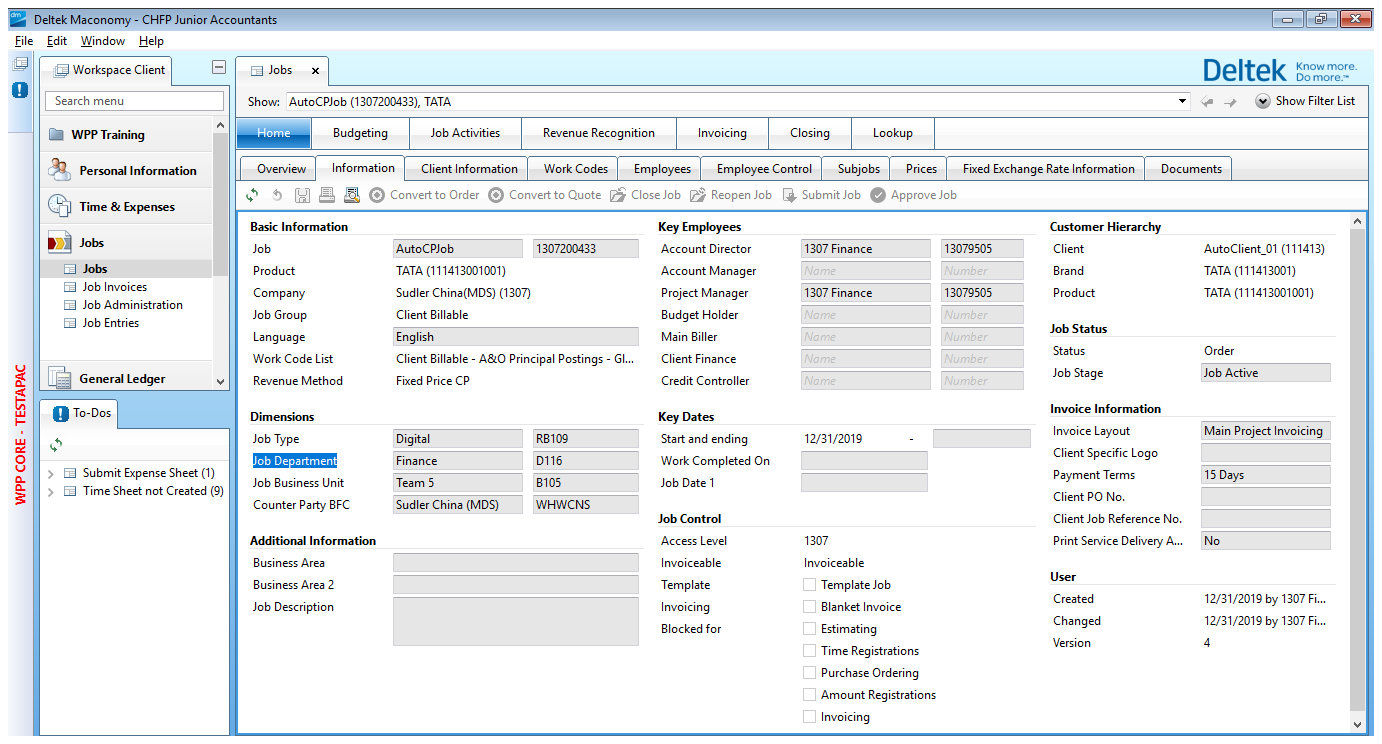 Deltek Maconomy - CHFP Junior Accountants
File Edit Window Help
Workspace Client
Search menu
WPP Training
Personal Information
Time & Expenses
Jobs
Jobs
Job Invoices
Job Administration
Job Entries
General Ledger
To-Dos
Submit Expense Sheet (1)
Time Sheet not Created (9)
WPP CORE - TESTAPAC
Jobs
Deltek Know more. Do more.™
Show: AutoCPJob (1307200433), TATA
Show Filter List
Home Budgeting Job Activities Revenue Recognition Invoicing Closing Lookup
Overview Information Client Information Work Codes Employees Employee Control Subjobs Prices Fixed Exchange Rate Information Documents
Convert to Order Convert to Quote Close Job Reopen Job Submit Job Approve Job
Basic Information
Job AutoCPJob 1307200433
Product TATA (111413001001)
Company Sudler China(MDS) (1307)
Job Group Client Billable
Language English
Work Code List Client Billable - A&O Principal Postings - Gl...
Revenue Method Fixed Price CP
Dimensions
Job Type Digital RB109
Job Department Finance D116
Job Business Unit Team 5 B105
Counter Party BFC Sudler China (MDS) WHWCNS
Additional Information
Business Area
Business Area 2
Job Description
Key Employees
Account Director 1307 Finance 13079505
Account Manager Name Number
Project Manager 1307 Finance 13079505
Budget Holder Name Number
Main Biller Name Number
Client Finance Name Number
Credit Controller Name Number
Key Dates
Start and ending 12/31/2019 -
Work Completed On
Job Date 1
Job Control
Access Level 1307
Invoiceable Invoiceable
Template Template Job
Invoicing Blanket Invoice
Blocked for Estimating
Time Registrations
Purchase Ordering
Amount Registrations
Invoicing
Customer Hierarchy
Client AutoClient_01 (111413)
Brand TATA (111413001)
Product TATA (111413001001)
Job Status
Status Order
Job Stage Job Active
Invoice Information
Invoice Layout Main Project Invoicing
Client Specific Logo
Payment Terms 15 Days
Client PO No.
Client Job Reference No.
Print Service Delivery A... No
User
Created 12/31/2019 by 1307 Fi...
Changed 12/31/2019 by 1307 Fi...
Version 4